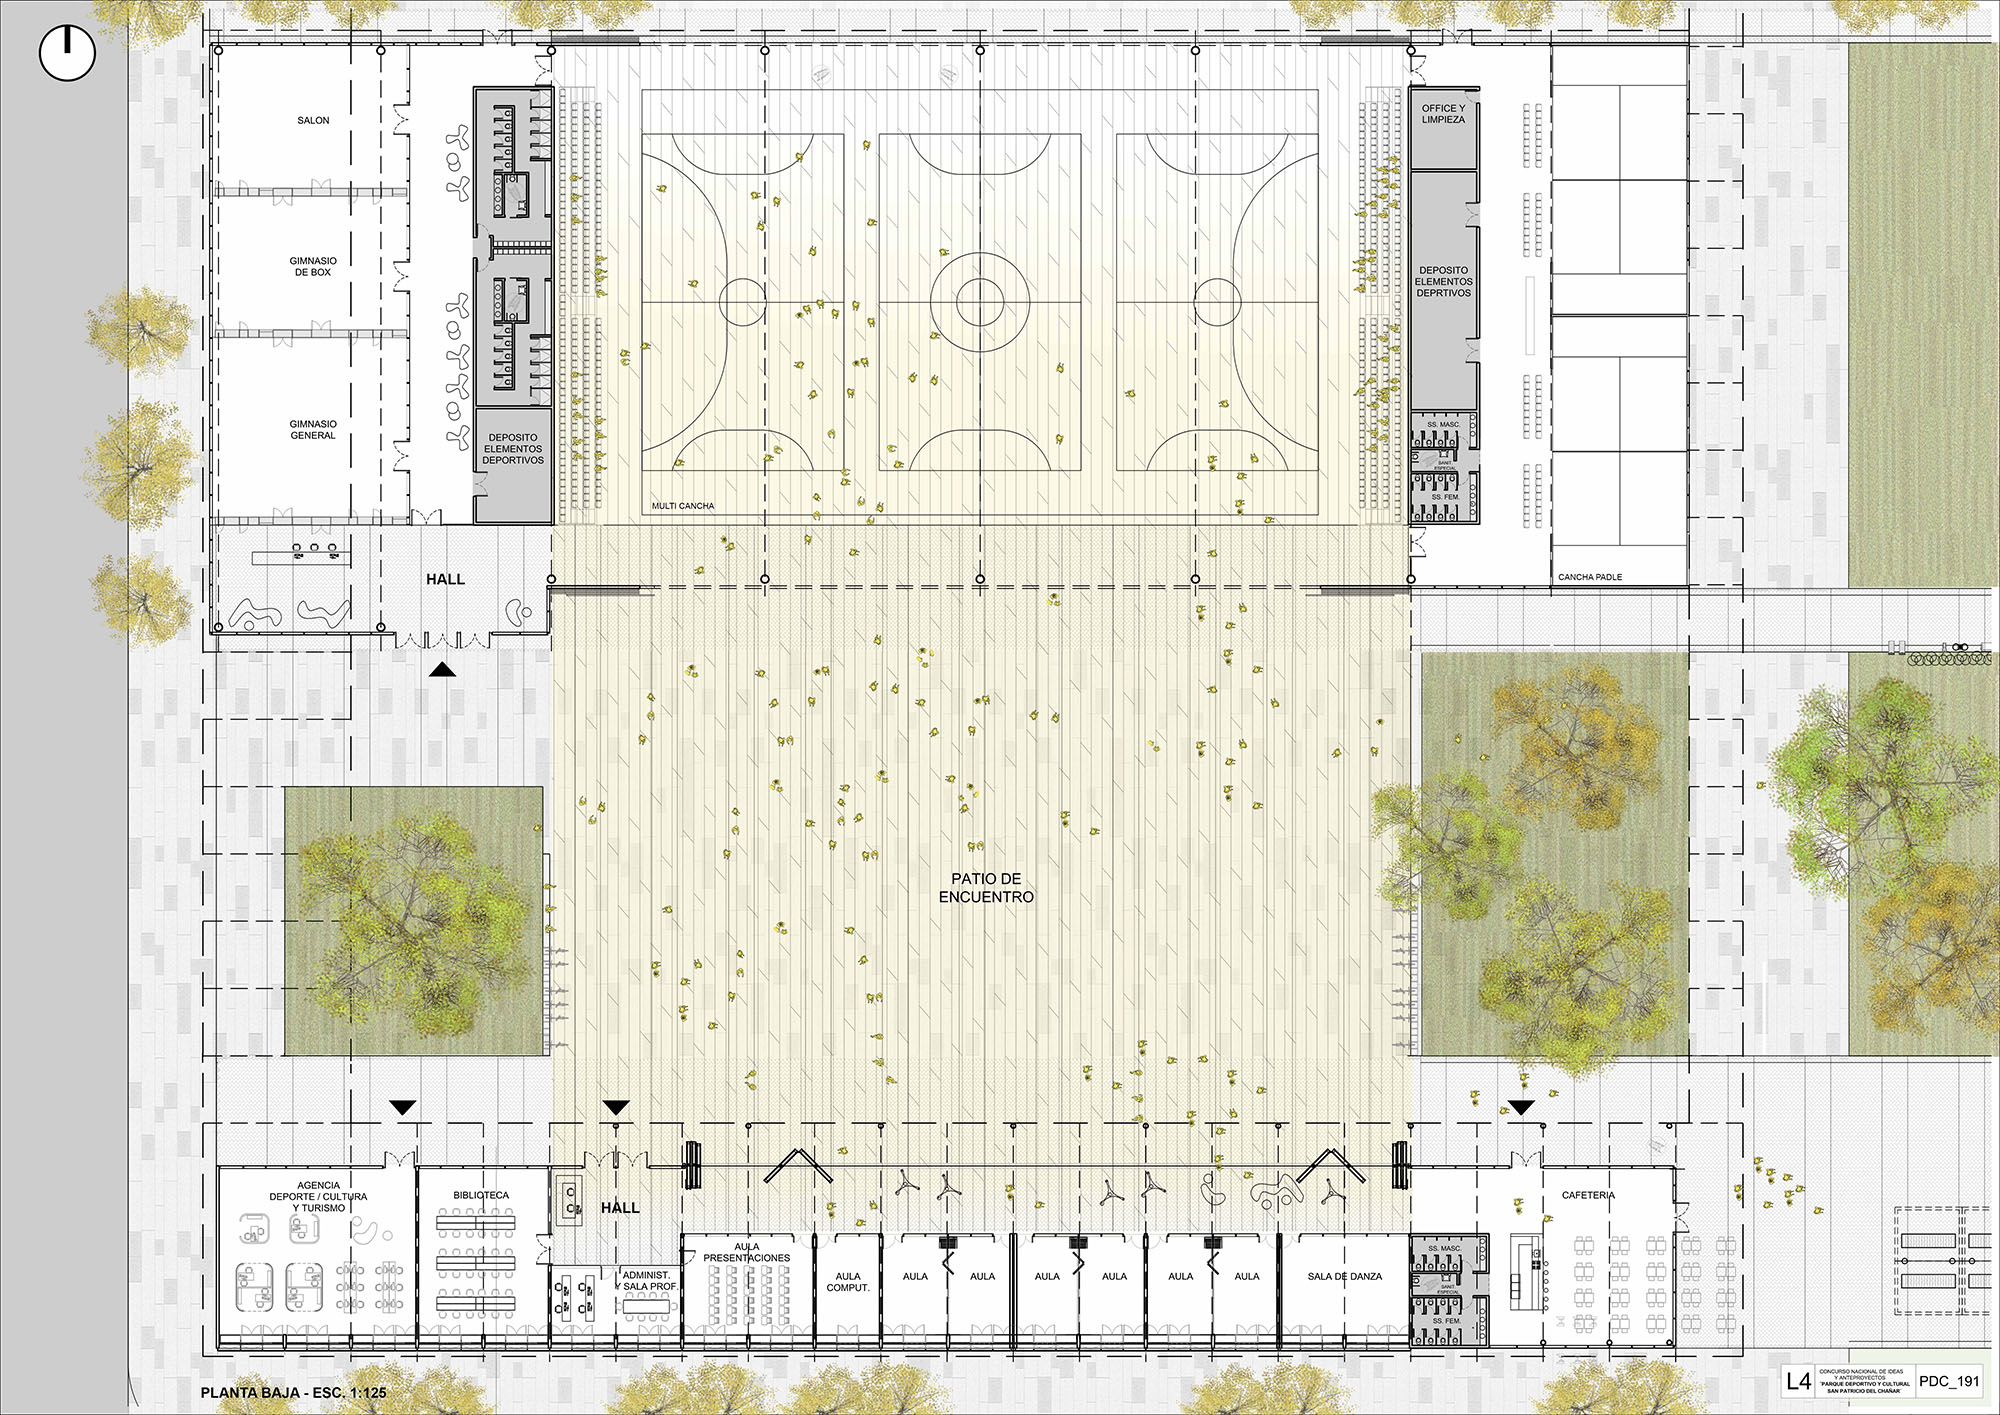 SALON
OFFICE Y
LIMPIEZA
GIMNASIO
DE BOX
DEPOSITO
ELEMENTOS
DEPRTIVOS
GIMNASIO
GENERAL
DEPOSITO
ELEMENTOS
DEPORTIVOS
SS. MASC.
SANIT.
ESPECIAL
SS. FEM.
MULTI CANCHA
HALL
CANCHA PADLE
PATIO DE
ENCUENTRO
AGENCIA
DEPORTE / CULTURA
Y TURISMO
BIBLIOTECA
HALL
CAFETERIA
AULA
PRESENTACIONES
ADMINIST.
Y SALA PROF.
AULA
COMPUT.
AULA
AULA
AULA
AULA
AULA
AULA
SALA DE DANZA
SS. MASC.
SANIT.
ESPECIAL
SS. FEM.
PLANTA BAJA - ESC. 1:125
L4
CONCURSO NACIONAL DE IDEAS
Y ANTEPROYECTOS
"PARQUE DEPORTIVO Y CULTURAL
SAN PATRICIO DEL CHAÑAR"
PDC_191